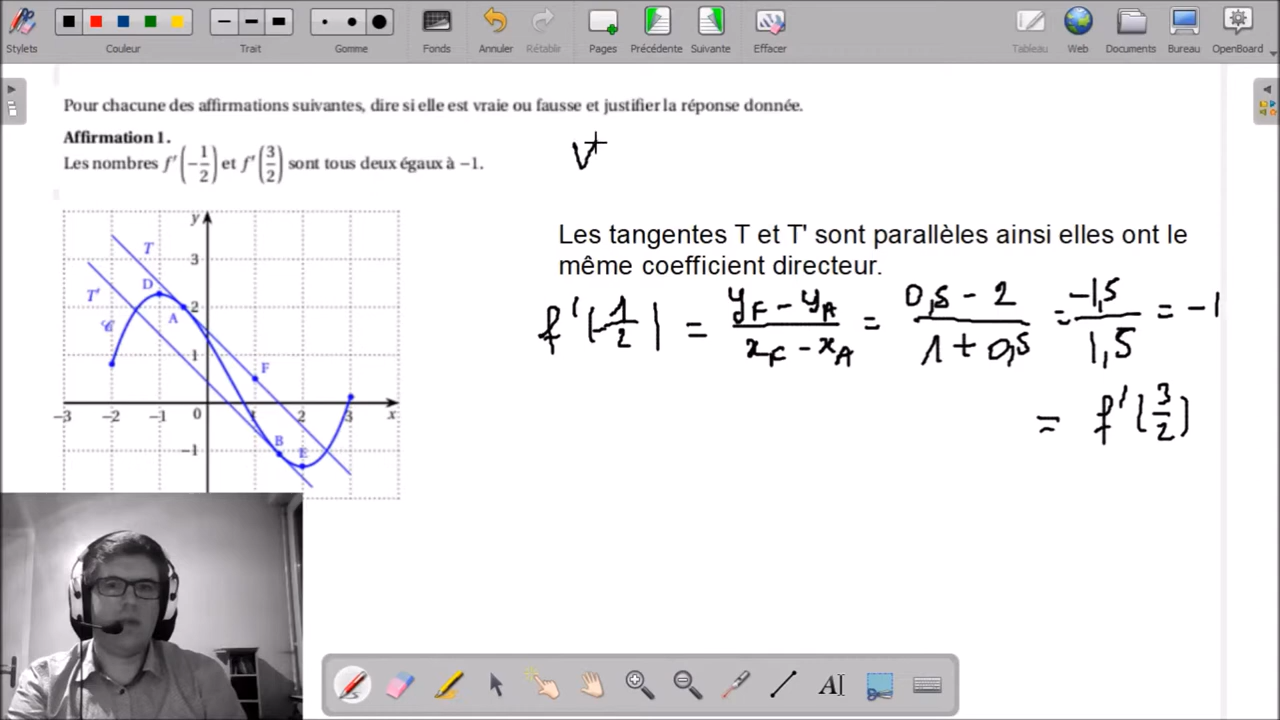 Stylets Couleur Trait Gomme Fonds Annuler Rétablir Pages Précédente Suivante Effacer Tableau Web Documents Bureau OpenBoard
Pour chacune des affirmations suivantes, dire si elle est vraie ou fausse et justifier la réponse donnée.
Affirmation 1.
Les nombres f'(-1/2) et f'(3/2) sont tous deux égaux à −1.
V
Les tangentes T et T' sont parallèles ainsi elles ont le
même coefficient directeur.
f'(-1/2) = (yF - yA)/(xF - xA) = (0,5 - 2)/(1 + 0,5) = -1,5/1,5 = -1
= f'(3/2)
y
T
3
D
T'
2
A
1
F
−3 −2 −1 0 1 2 3 x
B
−1
E
AI